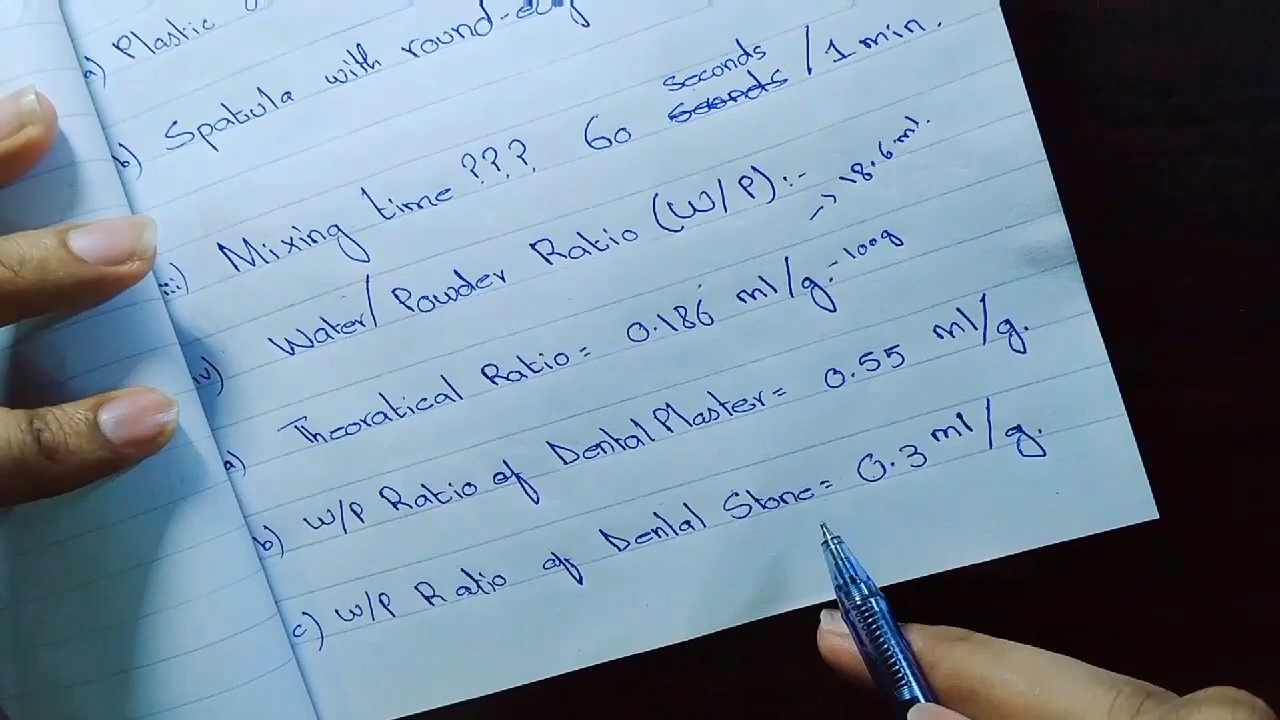 a) Plastic
b) Spatula with round-edg
seconds
iii) Mixing time ??? 60 seconds / 1 min.
iv) Water/Powder Ratio (W/P):-
→ 18.6 ml.
a) Theoratical Ratio = 0.186 ml/g. - 100g
b) W/P Ratio of Dental Plaster = 0.55 ml/g.
c) W/P Ratio of Dental Stone = 0.3 ml/g.